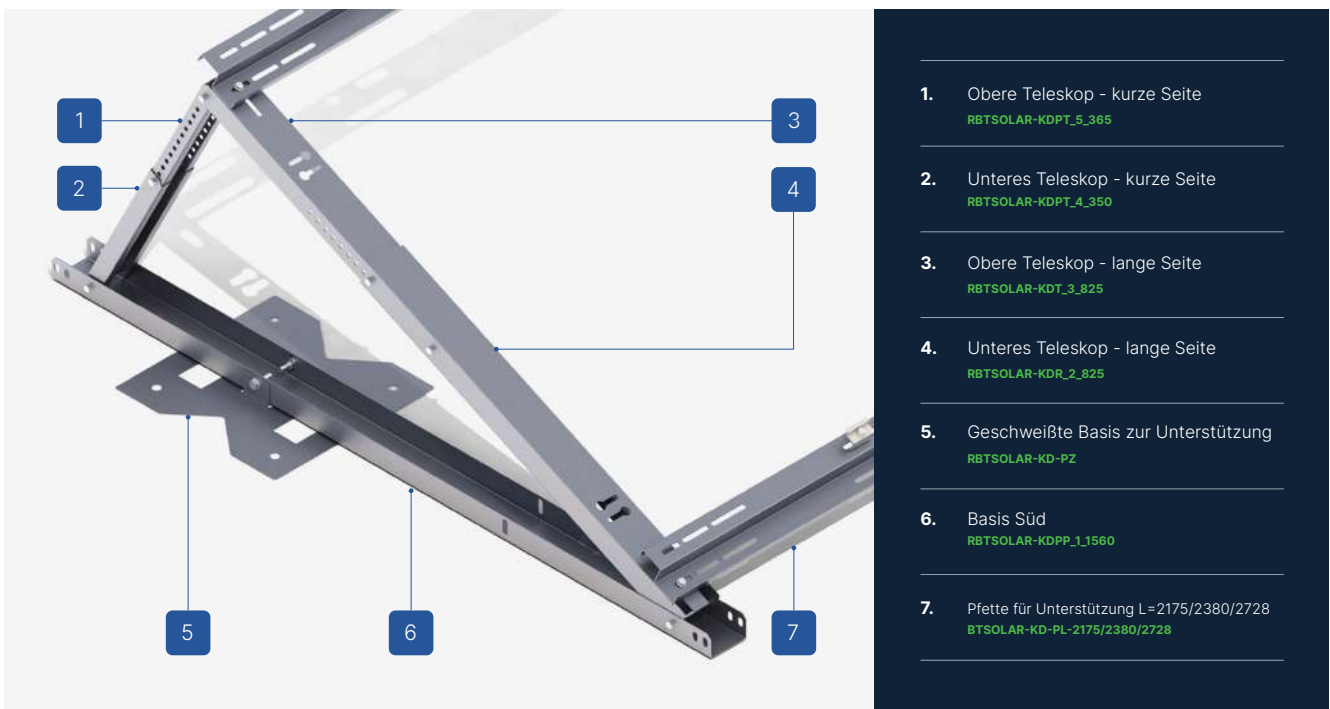 1
2
3
4
5
6
7
1. Obere Teleskop - kurze Seite
RBTSOLAR-KDPT_5_365
2. Unteres Teleskop - kurze Seite
RBTSOLAR-KDPT_4_350
3. Obere Teleskop - lange Seite
RBTSOLAR-KDT_3_825
4. Unteres Teleskop - lange Seite
RBTSOLAR-KDR_2_825
5. Geschweißte Basis zur Unterstützung
RBTSOLAR-KD-PZ
6. Basis Süd
RBTSOLAR-KDPP_1_1560
7. Pfette für Unterstützung L=2175/2380/2728
BTSOLAR-KD-PL-2175/2380/2728